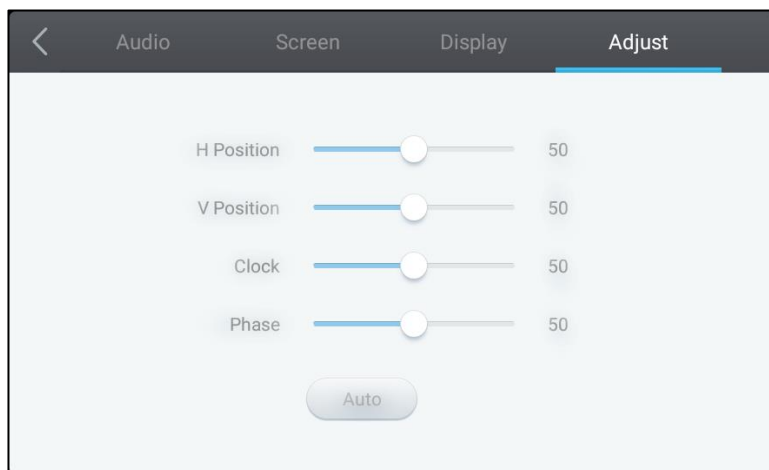 Audio Screen Display Adjust
H Position 50
V Position 50
Clock 50
Phase 50
Auto